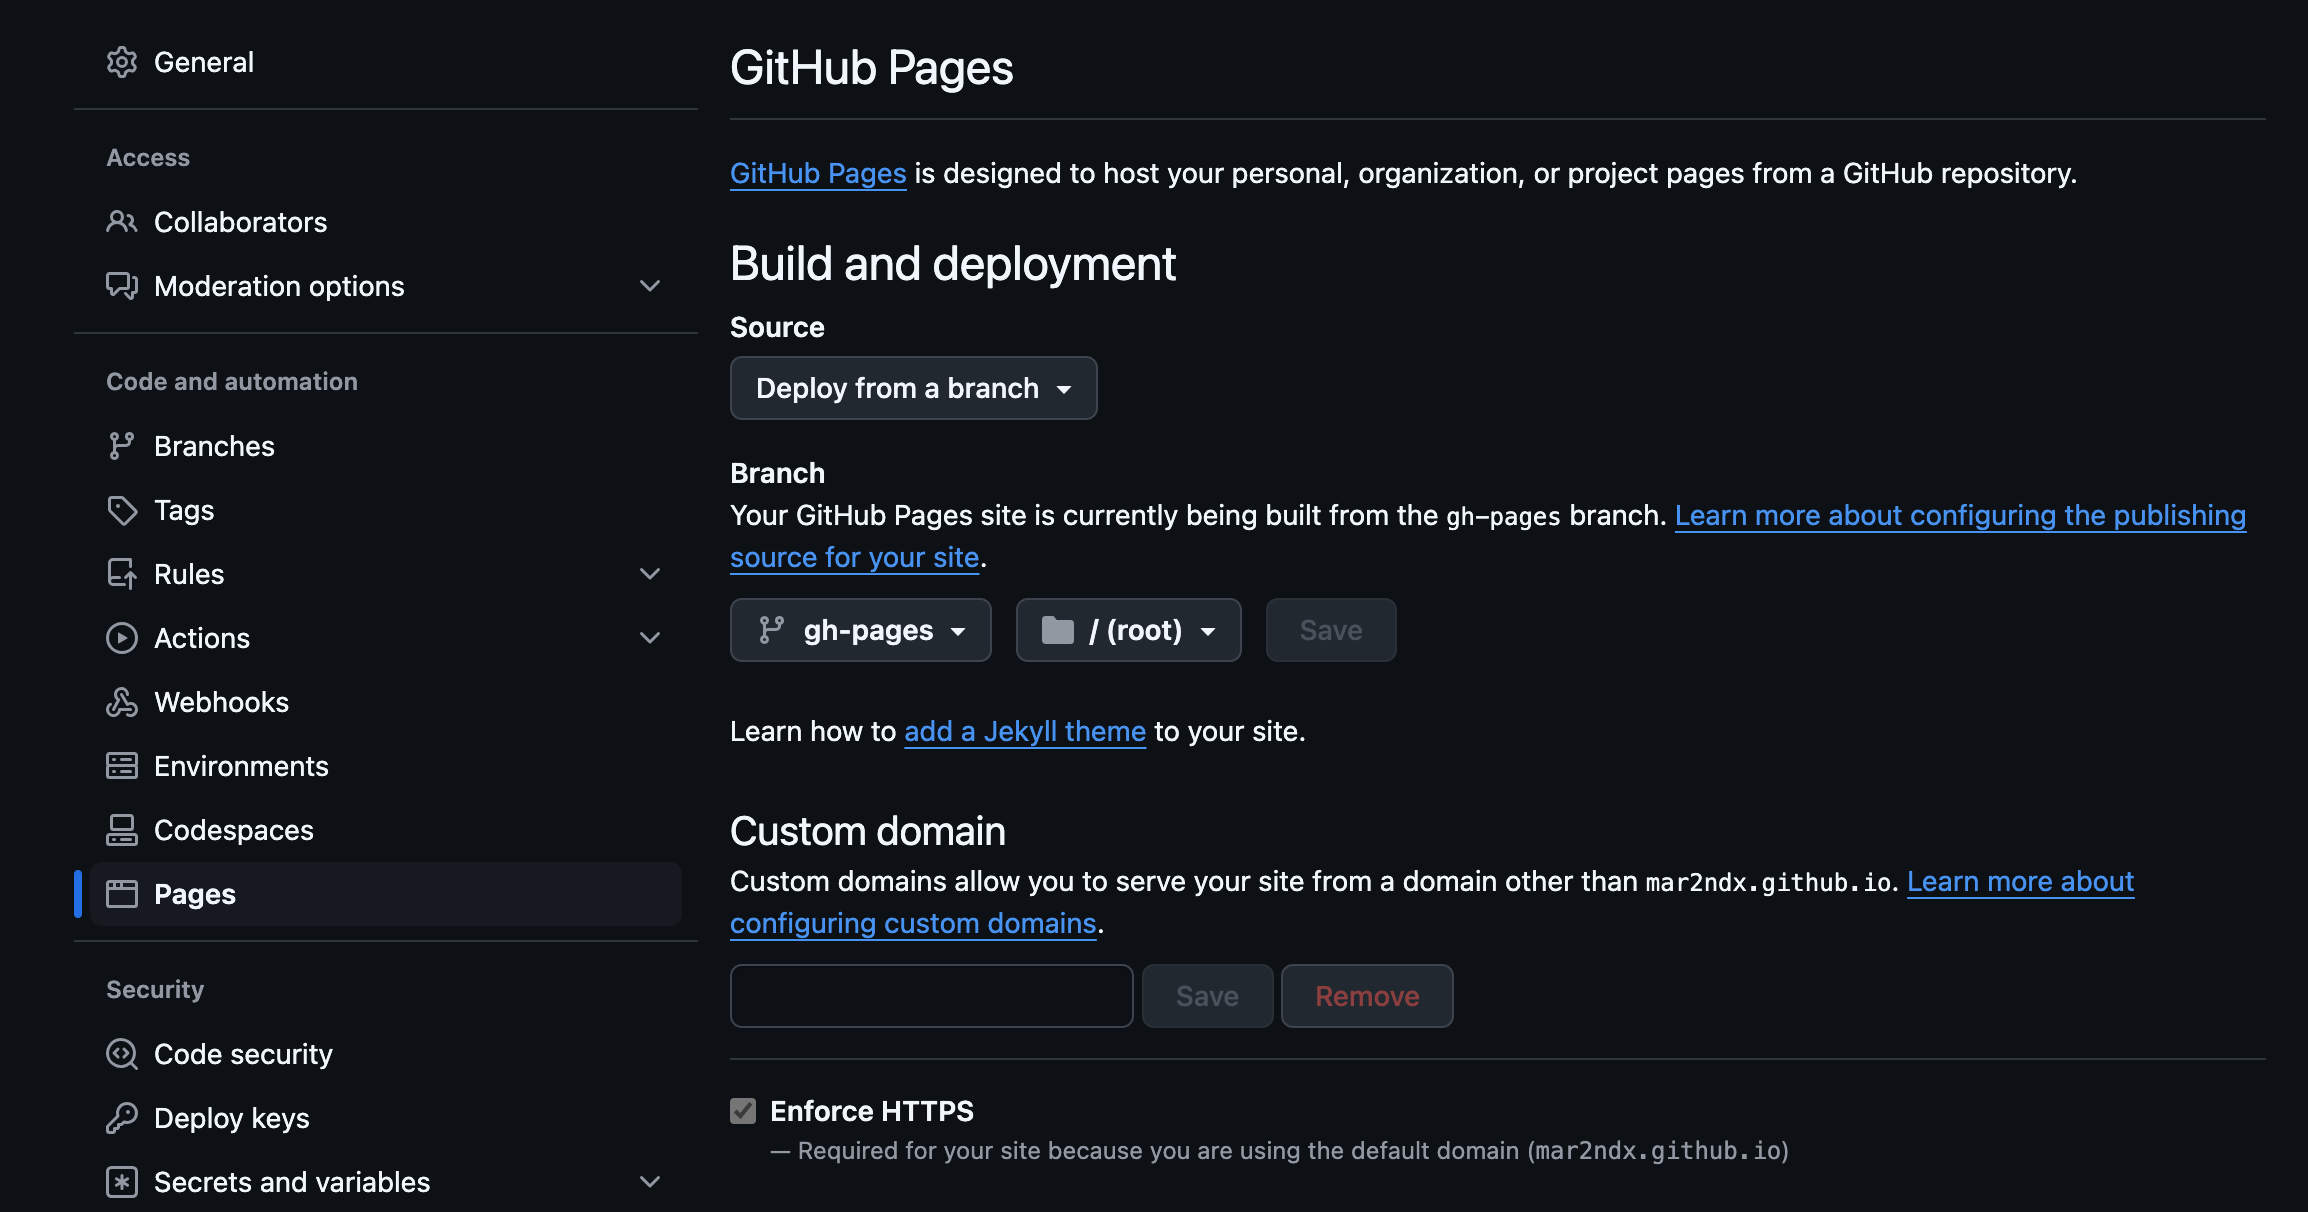 General
Access
Collaborators
Moderation options
Code and automation
Branches
Tags
Rules
Actions
Webhooks
Environments
Codespaces
Pages
Security
Code security
Deploy keys
Secrets and variables
GitHub Pages
GitHub Pages is designed to host your personal, organization, or project pages from a GitHub repository.
Build and deployment
Source
Deploy from a branch
Branch
Your GitHub Pages site is currently being built from the gh-pages branch. Learn more about configuring the publishing
source for your site.
gh-pages / (root) Save
Learn how to add a Jekyll theme to your site.
Custom domain
Custom domains allow you to serve your site from a domain other than mar2ndx.github.io. Learn more about
configuring custom domains.
Save Remove
Enforce HTTPS
— Required for your site because you are using the default domain (mar2ndx.github.io)